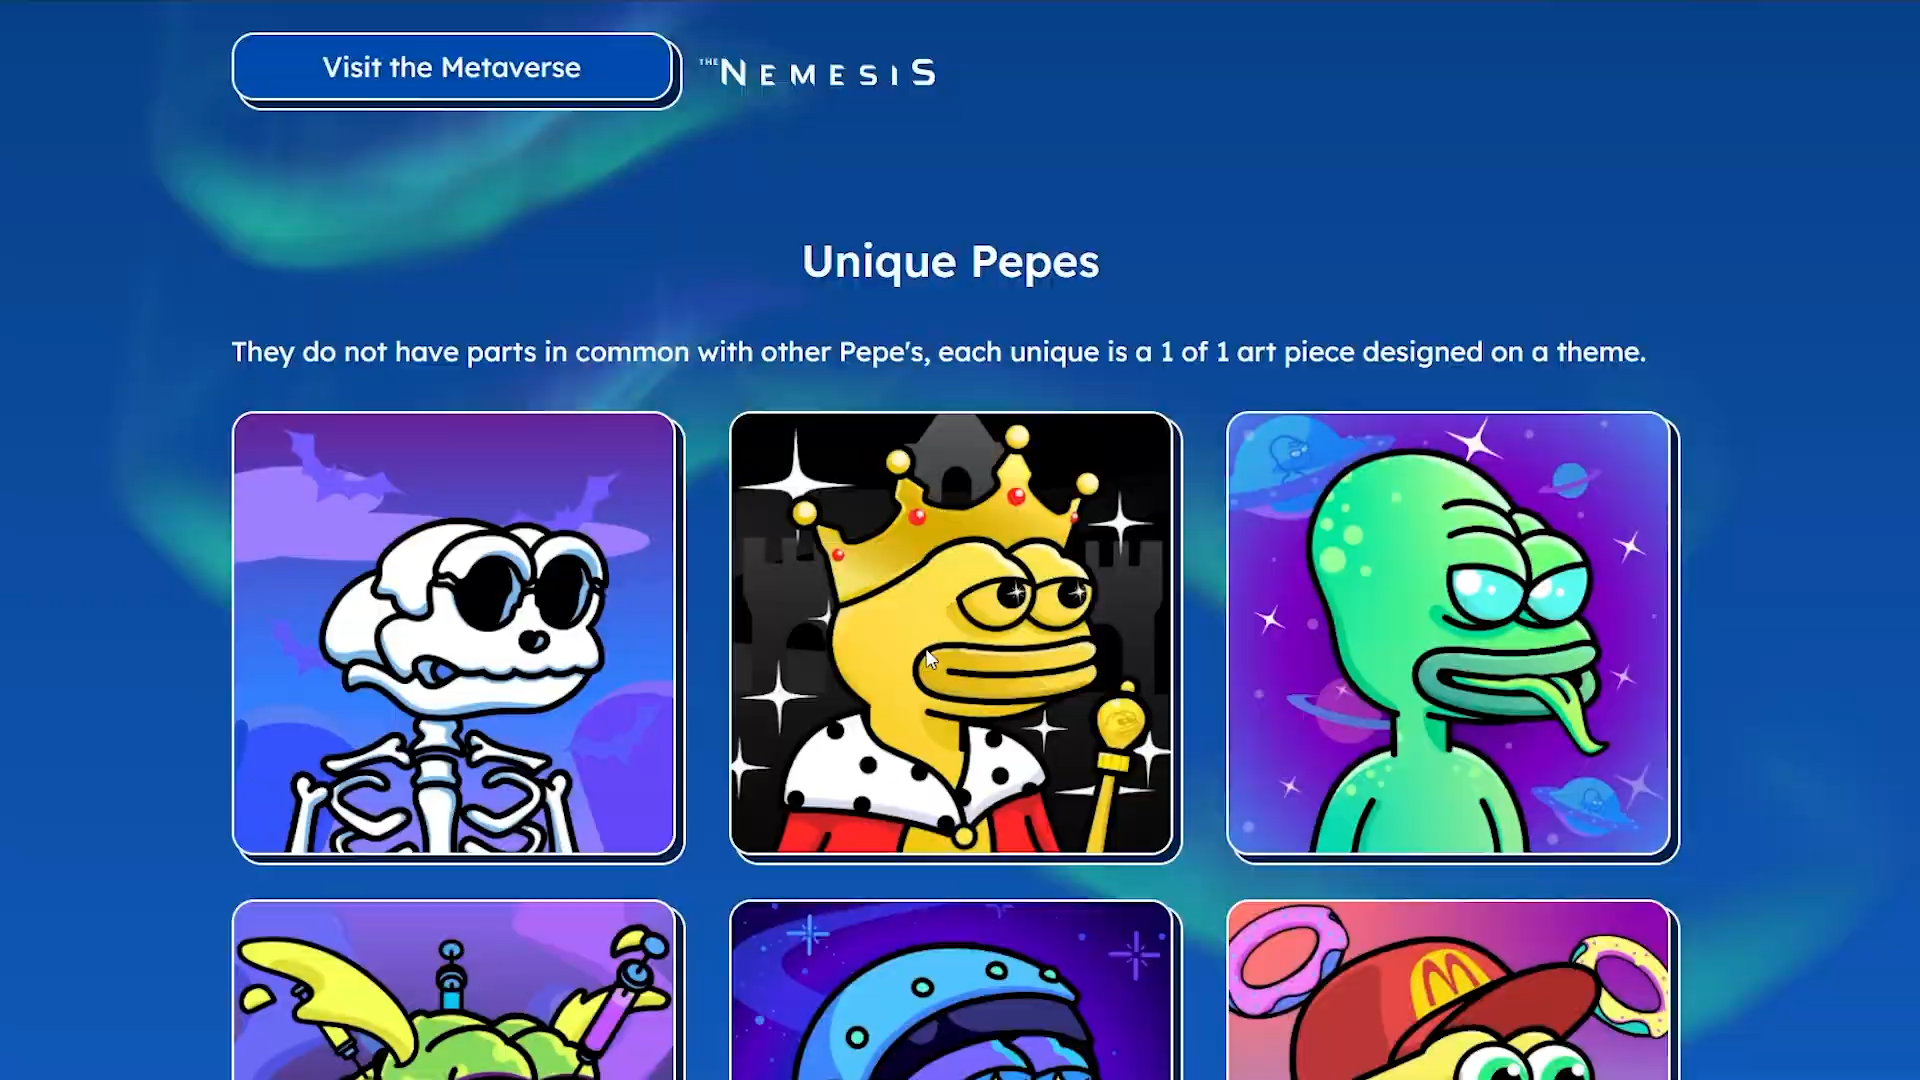 Visit the Metaverse
THE NEMESIS
Unique Pepes
They do not have parts in common with other Pepe's, each unique is a 1 of 1 art piece designed on a theme.